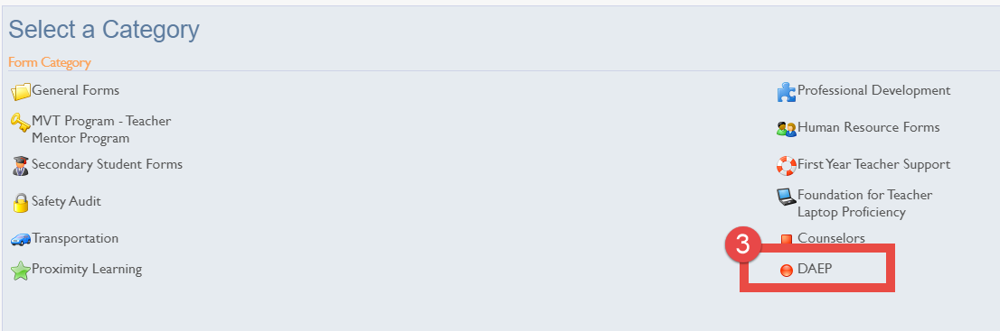 Select a Category
Form Category
General Forms
MVT Program - Teacher
Mentor Program
Secondary Student Forms
Safety Audit
Transportation
Proximity Learning
Professional Development
Human Resource Forms
First Year Teacher Support
Foundation for Teacher
Laptop Proficiency
Counselors
3
DAEP